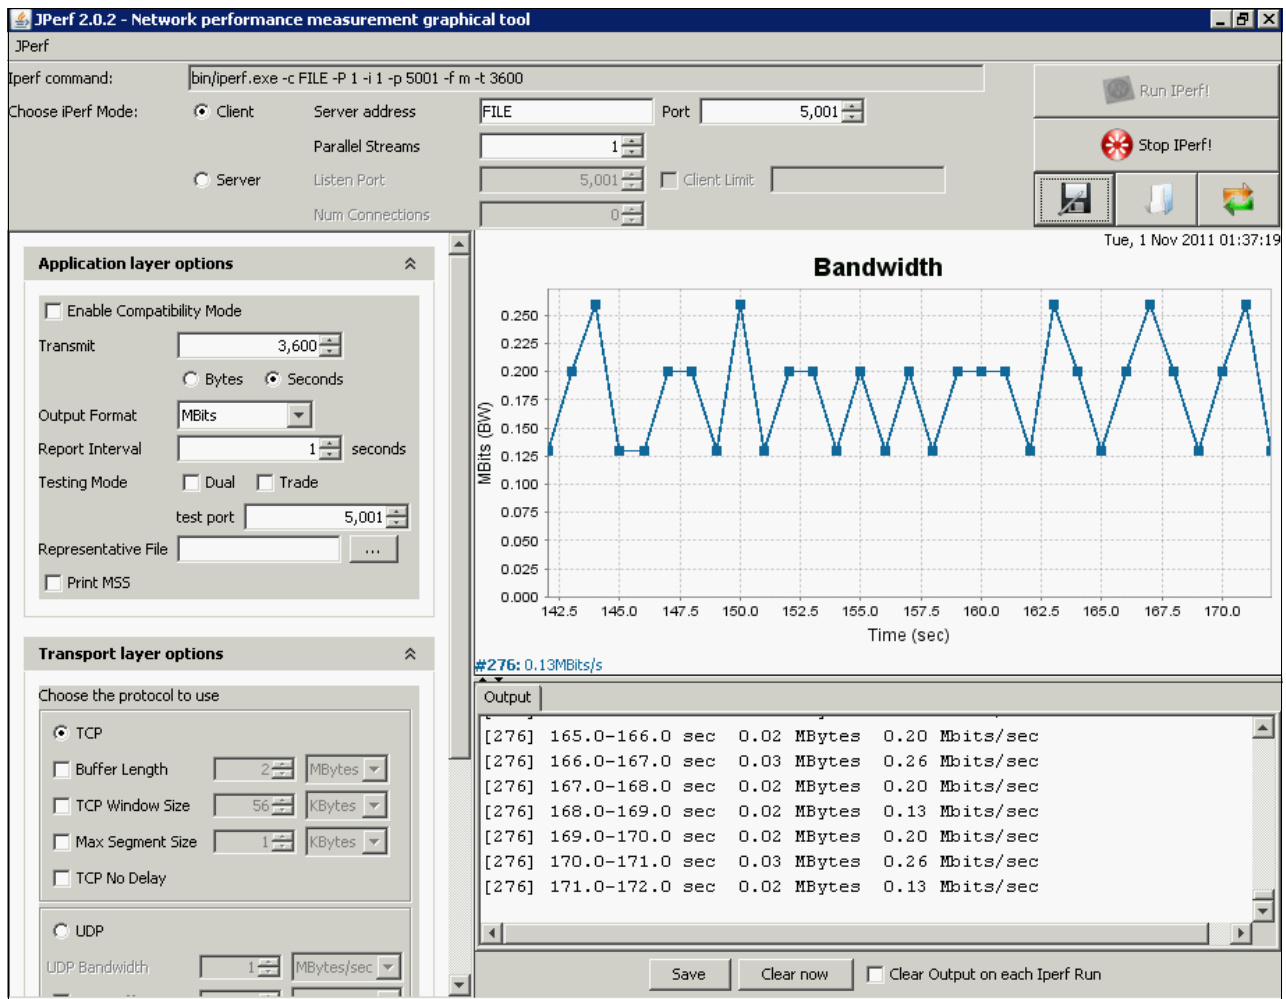 JPerf 2.0.2 - Network performance measurement graphical tool
JPerf
Iperf command: bin/iperf.exe -c FILE -P 1 -i 1 -p 5001 -f m -t 3600
Run IPerf!
Choose iPerf Mode: Client Server address FILE Port 5,001
Parallel Streams 1
Stop IPerf!
Server Listen Port 5,001 Client Limit
Num Connections 0
Application layer options
Enable Compatibility Mode
Transmit 3,600
Bytes Seconds
Output Format MBits
Report Interval 1 seconds
Testing Mode Dual Trade
test port 5,001
Representative File ...
Print MSS
Transport layer options
Choose the protocol to use
TCP
Buffer Length 2 MBytes
TCP Window Size 56 KBytes
Max Segment Size 1 KBytes
TCP No Delay
UDP
UDP Bandwidth 1 MBytes/sec
Tue, 1 Nov 2011 01:37:19
Bandwidth
MBits (BW)
0.250
0.225
0.200
0.175
0.150
0.125
0.100
0.075
0.050
0.025
0.000
142.5 145.0 147.5 150.0 152.5 155.0 157.5 160.0 162.5 165.0 167.5 170.0
Time (sec)
#276: 0.13MBits/s
Output
[276] 165.0-166.0 sec 0.02 MBytes 0.20 Mbits/sec
[276] 166.0-167.0 sec 0.03 MBytes 0.26 Mbits/sec
[276] 167.0-168.0 sec 0.02 MBytes 0.20 Mbits/sec
[276] 168.0-169.0 sec 0.02 MBytes 0.13 Mbits/sec
[276] 169.0-170.0 sec 0.02 MBytes 0.20 Mbits/sec
[276] 170.0-171.0 sec 0.03 MBytes 0.26 Mbits/sec
[276] 171.0-172.0 sec 0.02 MBytes 0.13 Mbits/sec
Save Clear now Clear Output on each Iperf Run